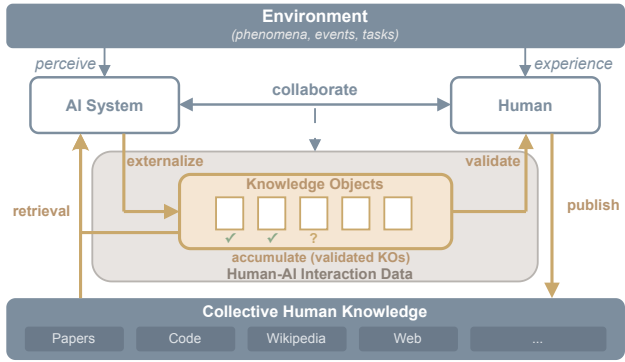 Environment
(phenomena, events, tasks)
perceive
experience
AI System
collaborate
Human
externalize
validate
Knowledge Objects
retrieval
publish
✓ ✓ ?
accumulate (validated KOs)
Human-AI Interaction Data
Collective Human Knowledge
Papers
Code
Wikipedia
Web
...